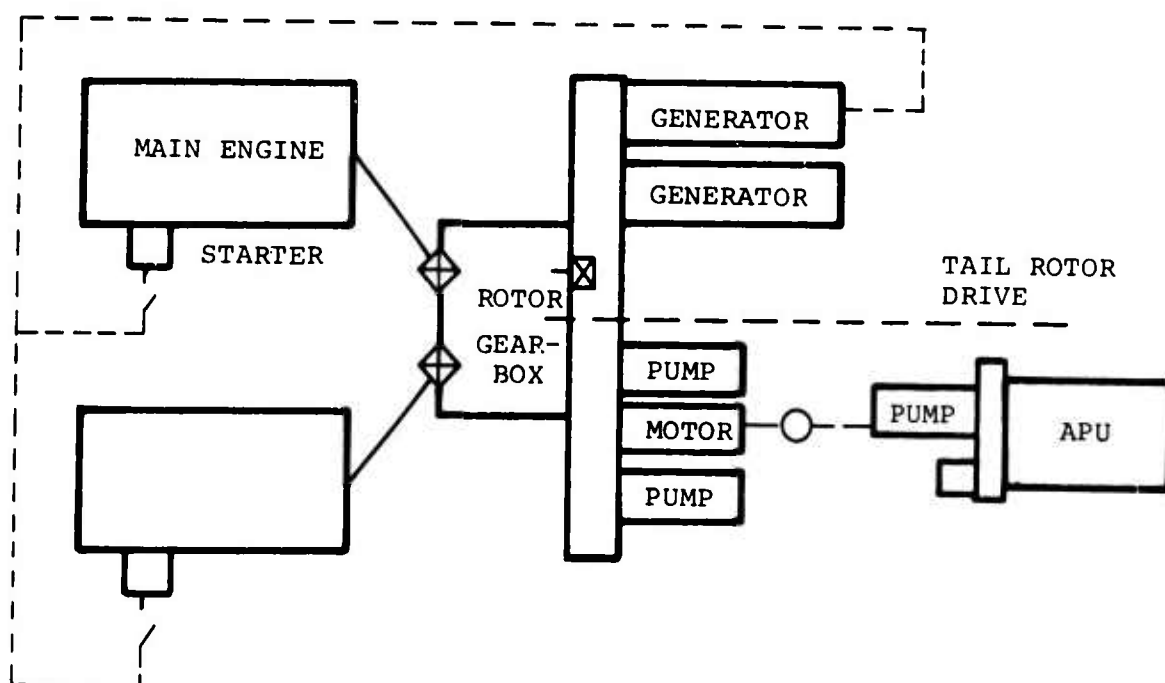 GENERATOR
MAIN ENGINE
GENERATOR
STARTER
TAIL ROTOR
DRIVE
ROTOR
GEAR-
BOX
PUMP
MOTOR
PUMP
PUMP
APU